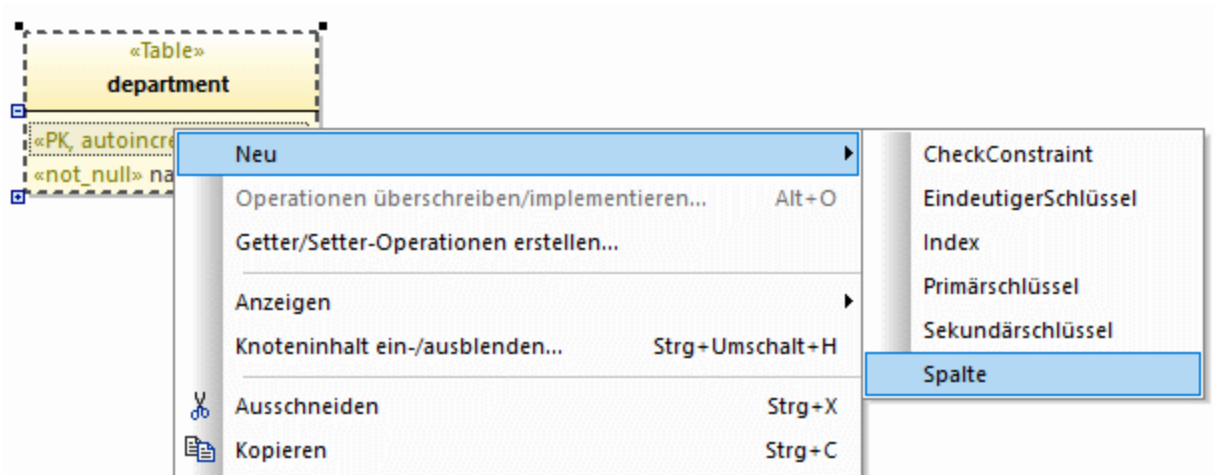 «Table»
department
«PK, autoincre
«not_null» na
Neu
Operationen überschreiben/implementieren... Alt+O
Getter/Setter-Operationen erstellen...
Anzeigen
Knoteninhalt ein-/ausblenden... Strg+Umschalt+H
Ausschneiden Strg+X
Kopieren Strg+C
CheckConstraint
EindeutigerSchlüssel
Index
Primärschlüssel
Sekundärschlüssel
Spalte